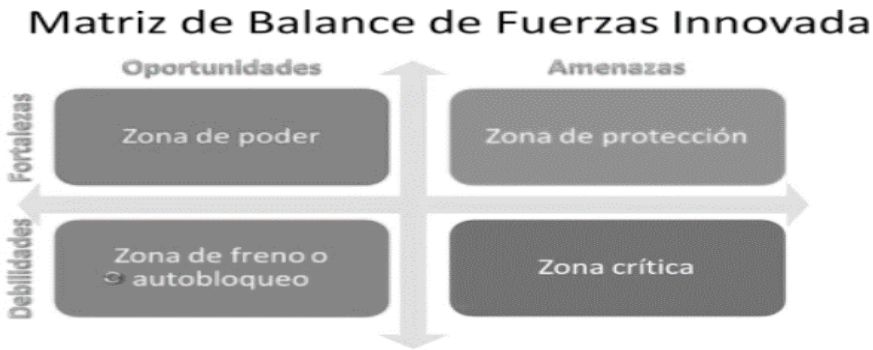 Matriz de Balance de Fuerzas Innovada
Oportunidades
Amenazas
Fortalezas
Zona de poder
Zona de protección
Debilidades
Zona de freno o
autobloqueo
Zona crítica